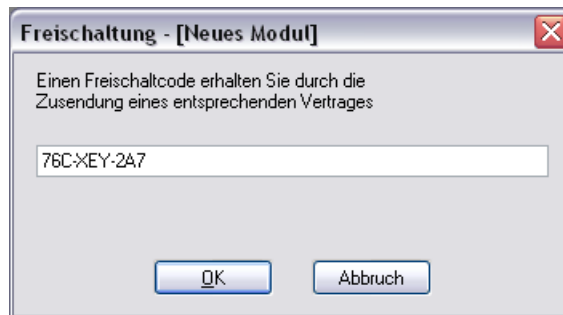 Freischaltung - [Neues Modul]
Einen Freischaltcode erhalten Sie durch die
Zusendung eines entsprechenden Vertrages
76C-XEY-2A7
OK
Abbruch